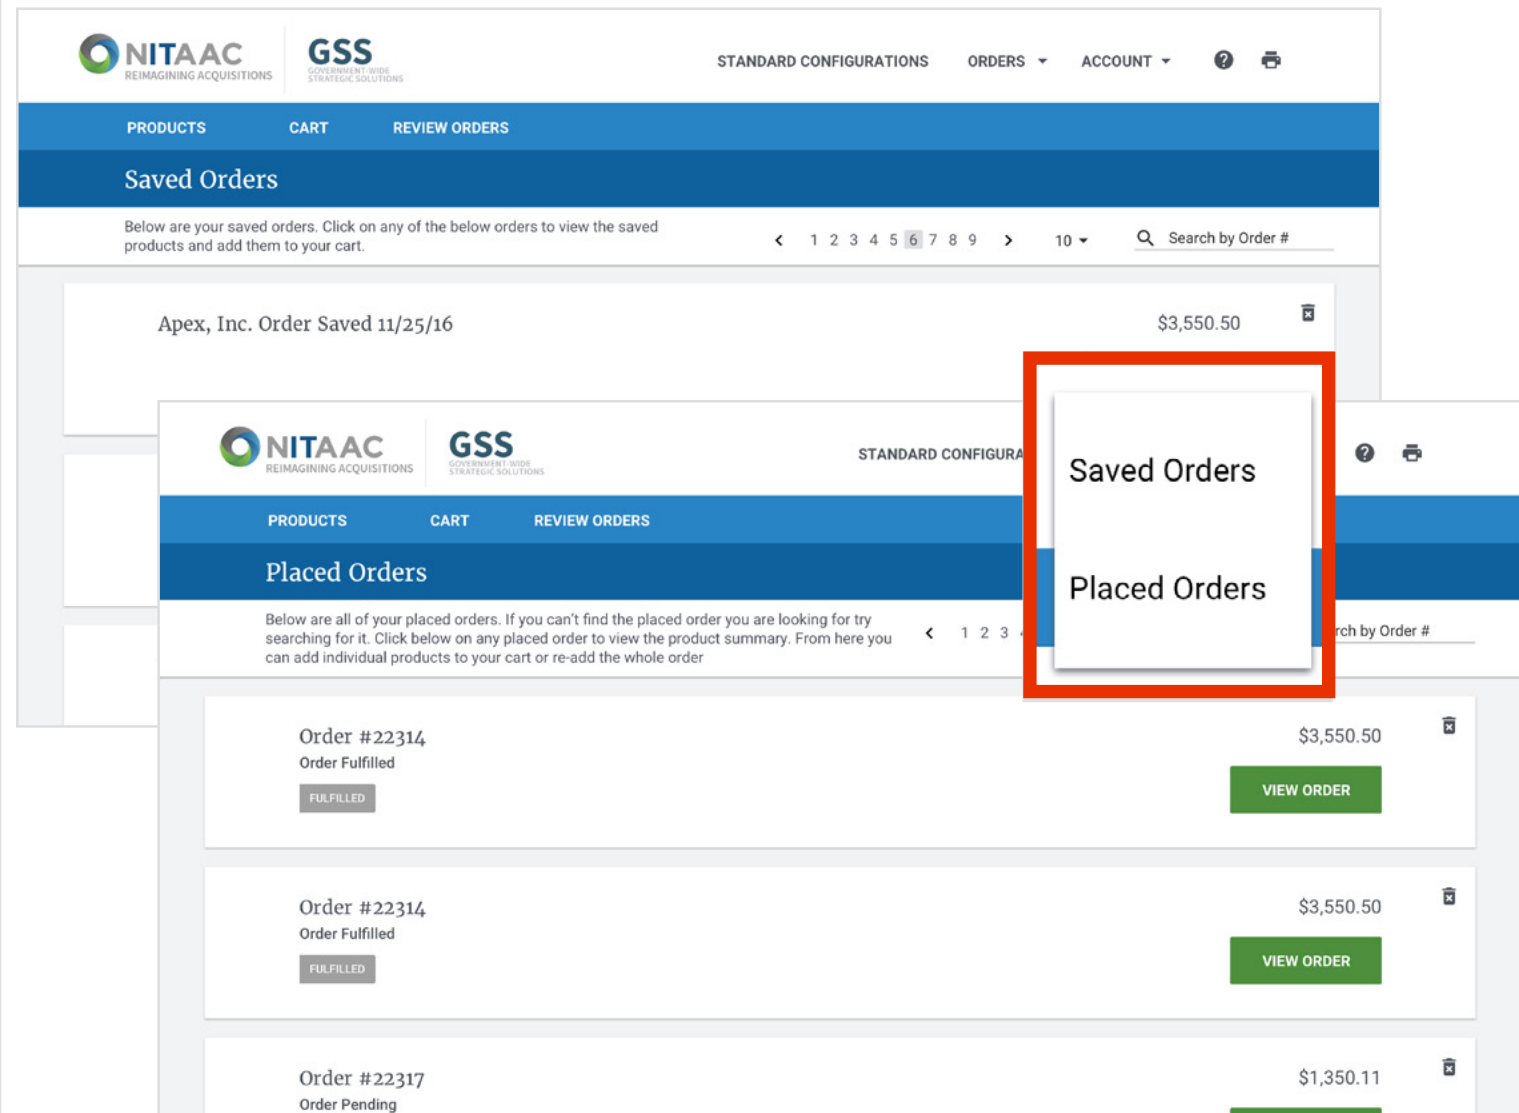 NITAAC
REIMAGINING ACQUISITIONS
GSS
GOVERNMENT-WIDE
STRATEGIC SOLUTIONS
STANDARD CONFIGURATIONS ORDERS ACCOUNT
PRODUCTS CART REVIEW ORDERS
Saved Orders
Below are your saved orders. Click on any of the below orders to view the saved
products and add them to your cart.
1 2 3 4 5 6 7 8 9 10 Search by Order #
Apex, Inc. Order Saved 11/25/16 $3,550.50
NITAAC
REIMAGINING ACQUISITIONS
GSS
GOVERNMENT-WIDE
STRATEGIC SOLUTIONS
STANDARD CONFIGURA
Saved Orders
Placed Orders
PRODUCTS CART REVIEW ORDERS
Placed Orders
Below are all of your placed orders. If you can't find the placed order you are looking for try
searching for it. Click below on any placed order to view the product summary. From here you
can add individual products to your cart or re-add the whole order
1 2 3 rch by Order #
Order #22314 $3,550.50
Order Fulfilled
FULFILLED VIEW ORDER
Order #22314 $3,550.50
Order Fulfilled
FULFILLED VIEW ORDER
Order #22317 $1,350.11
Order Pending